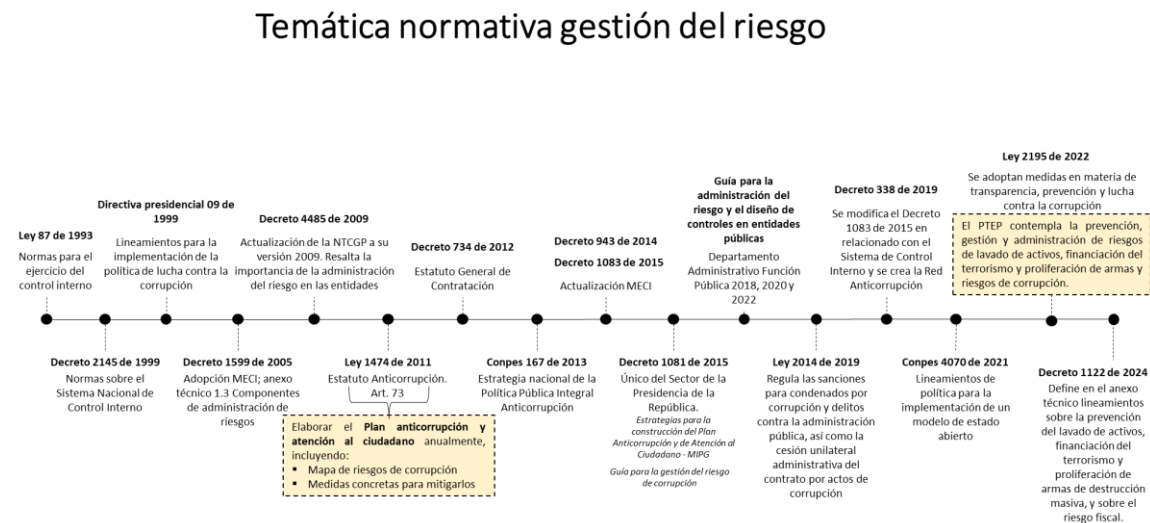 Temática normativa gestión del riesgo
Ley 87 de 1993
Normas para el
ejercicio del
control interno
Directiva presidencial 09 de
1999
Lineamientos para la
implementación de la
política de lucha contra la
corrupción
Decreto 4485 de 2009
Actualización de la NTCGP a su
versión 2009. Resalta la
importancia de la administración
del riesgo en las entidades
Decreto 734 de 2012
Estatuto General de
Contratación
Decreto 943 de 2014
Decreto 1083 de 2015
Actualización MECI
Guía para la
administración del
riesgo y el diseño de
controles en entidades
públicas
Departamento
Administrativo Función
Pública 2018, 2020 y
2022
Decreto 338 de 2019
Se modifica el Decreto
1083 de 2015 en
relacionado con el
Sistema de Control
Interno y se crea la Red
Anticorrupción
Ley 2195 de 2022
Se adoptan medidas en materia de
transparencia, prevención y lucha
contra la corrupción
El PTEP contempla la prevención,
gestión y administración de riesgos
de lavado de activos, financiación del
terrorismo y proliferación de armas y
riesgos de corrupción.
Decreto 2145 de 1999
Normas sobre el
Sistema Nacional de
Control Interno
Decreto 1599 de 2005
Adopción MECI; anexo
técnico 1.3 Componentes
de administración de
riesgos
Ley 1474 de 2011
Estatuto Anticorrupción.
Art. 73
Elaborar el Plan anticorrupción y
atención al ciudadano anualmente,
incluyendo:
▪ Mapa de riesgos de corrupción
▪ Medidas concretas para mitigarlos
Conpes 167 de 2013
Estrategia nacional de la
Política Pública Integral
Anticorrupción
Decreto 1081 de 2015
Único del Sector de la
Presidencia de la
República.
Estrategias para la
construcción del Plan
Anticorrupción y de Atención al
Ciudadano - MIPG
Guía para la gestión del riesgo
de corrupción
Ley 2014 de 2019
Regula las sanciones
para condenados por
corrupción y delitos
contra la administración
pública, así como la
cesión unilateral
administrativa del
contrato por actos de
corrupción
Conpes 4070 de 2021
Lineamientos de
política para la
implementación de un
modelo de estado
abierto
Decreto 1122 de 2024
Define en el anexo
técnico lineamientos
sobre la prevención
del lavado de activos,
financiación del
terrorismo y
proliferación de
armas de destrucción
masiva, y sobre el
riesgo fiscal.